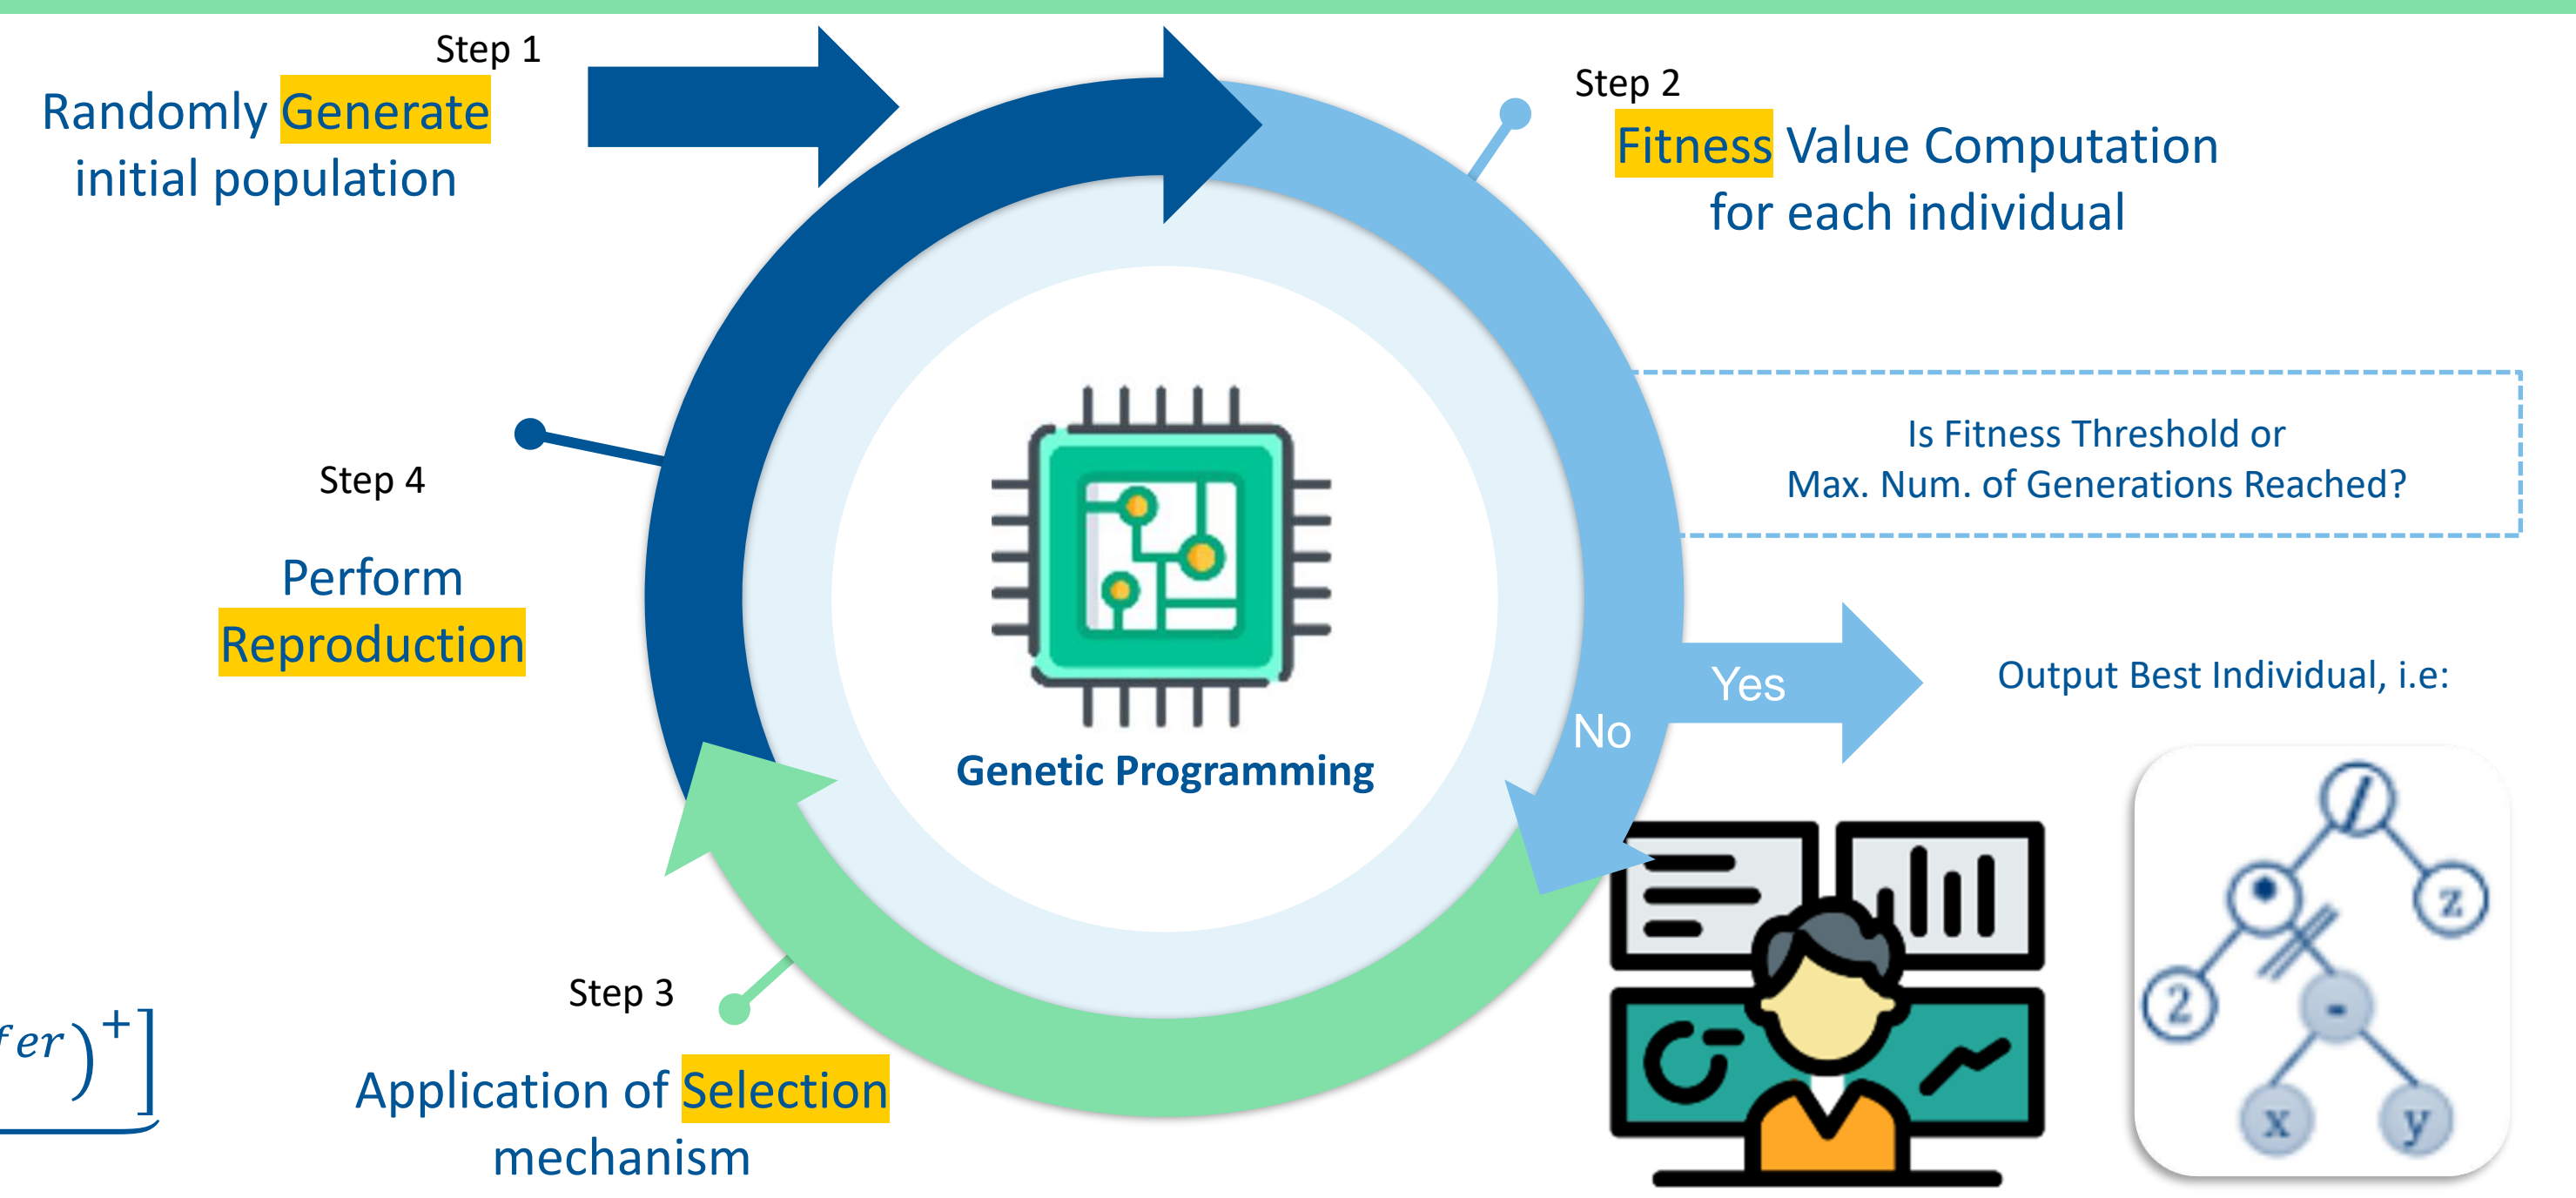 Step 1
Randomly Generate
initial population
Step 2
Fitness Value Computation
for each individual
Is Fitness Threshold or
Max. Num. of Generations Reached?
Yes
No
Output Best Individual, i.e:
/
•
z
2
-
x
y
Step 4
Perform
Reproduction
Genetic Programming
Step 3
Application of Selection
mechanism
fer)⁺]